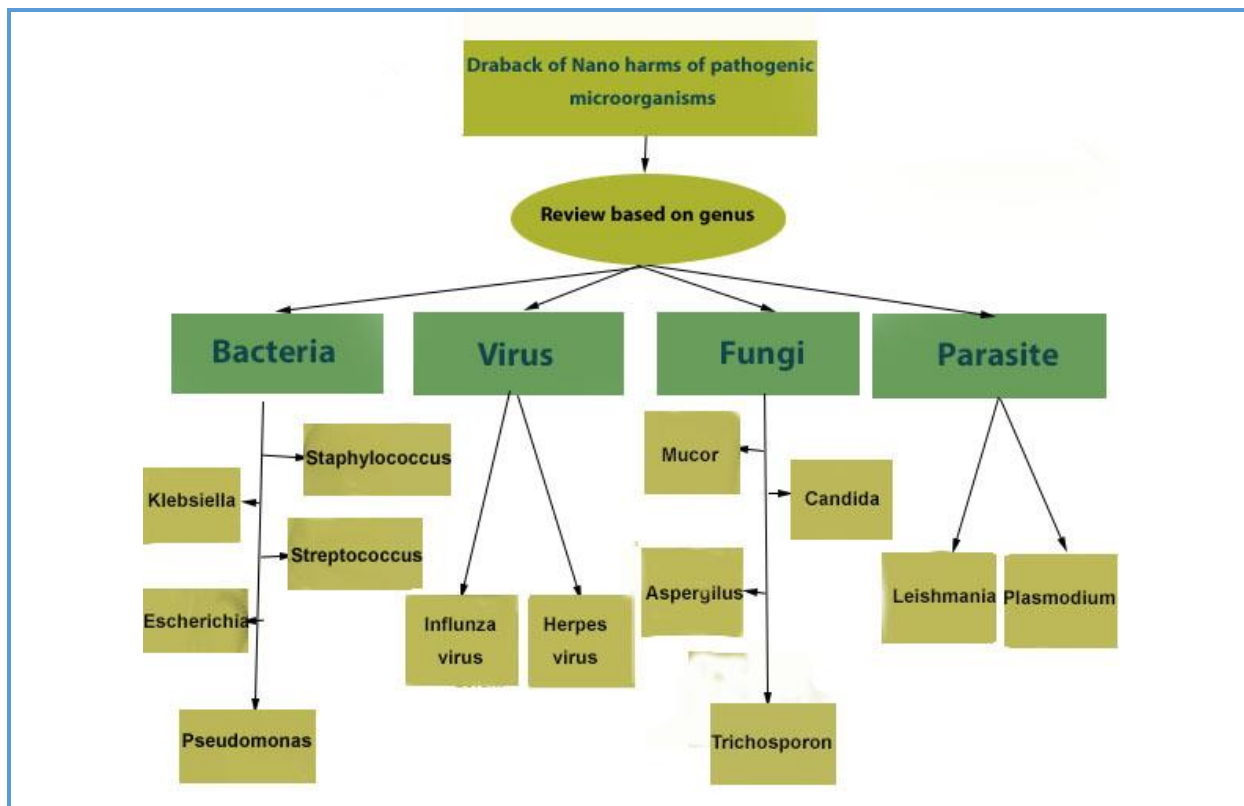 Draback of Nano harms of pathogenic
microorganisms
Review based on genus
Bacteria
Virus
Fungi
Parasite
Staphylococcus
Klebsiella
Streptococcus
Escherichia
Pseudomonas
Influnza
virus
Herpes
virus
Mucor
Candida
Aspergilus
Trichosporon
Leishmania
Plasmodium